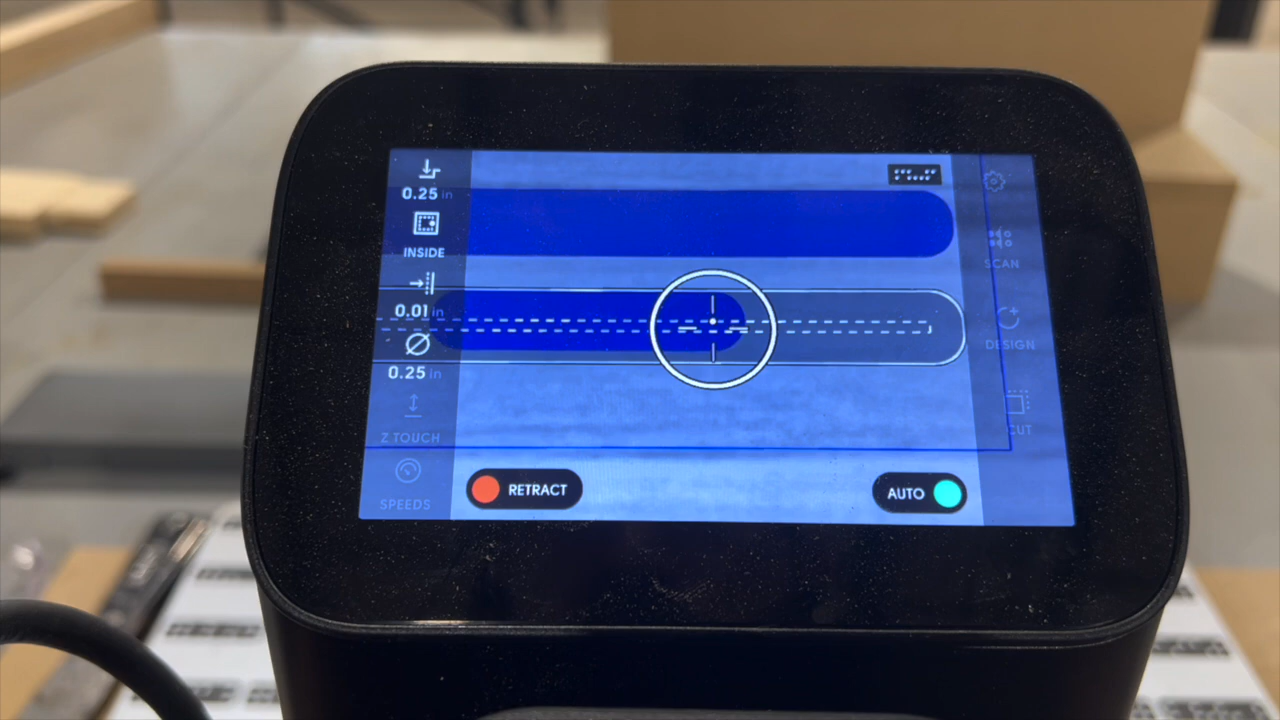 0.25 in
INSIDE
0.01 in
0.25 in
Z TOUCH
SPEEDS
SCAN
DESIGN
CUT
RETRACT
AUTO